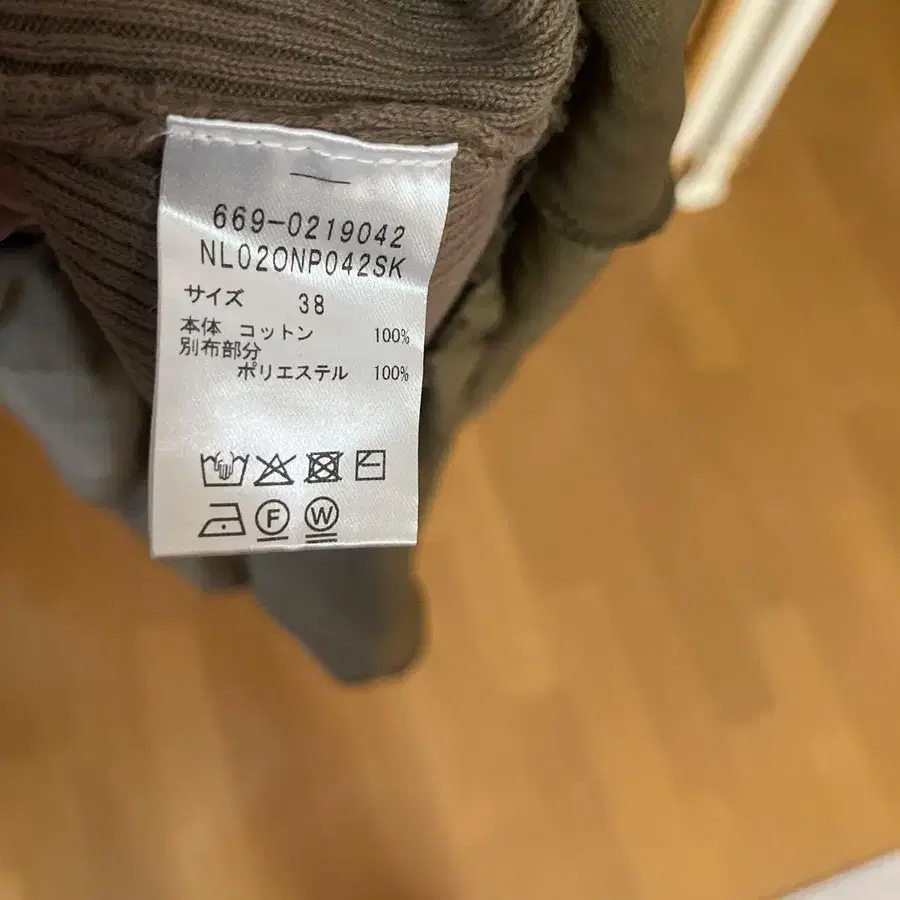 669-0219042
NL020NP042SK
サイズ 38
本体 コットン 100%
別布部分
ポリエステル 100%
F W